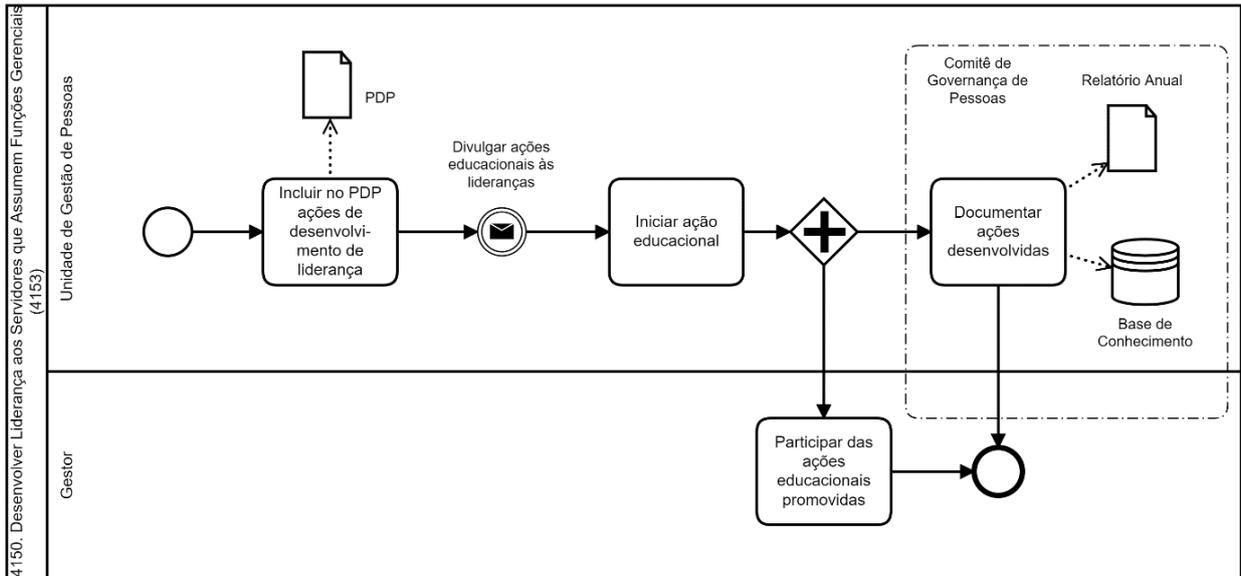 4150. Desenvolver Liderança aos Servidores que Assumem Funções Gerenciais
(4153)
Unidade de Gestão de Pessoas
PDP
Incluir no PDP
ações de
desenvolvi-
mento de
liderança
Divulgar ações
educacionais às
lideranças
Iniciar ação
educacional
Comitê de
Governança de
Pessoas
Relatório Anual
Documentar
ações
desenvolvidas
Base de
Conhecimento
Gestor
Participar das
ações
educacionais
promovidas